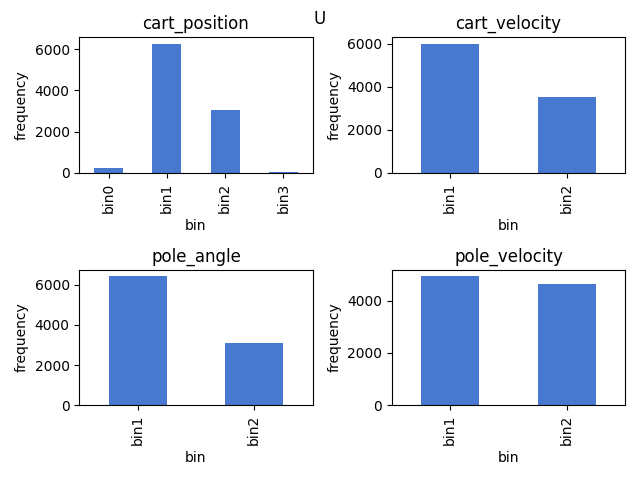 U
cart_position
frequency
6000
4000
2000
0
bin0
bin1
bin2
bin3
bin
cart_velocity
frequency
6000
4000
2000
0
bin1
bin2
bin
pole_angle
frequency
6000
4000
2000
0
bin1
bin2
bin
pole_velocity
frequency
4000
2000
0
bin1
bin2
bin